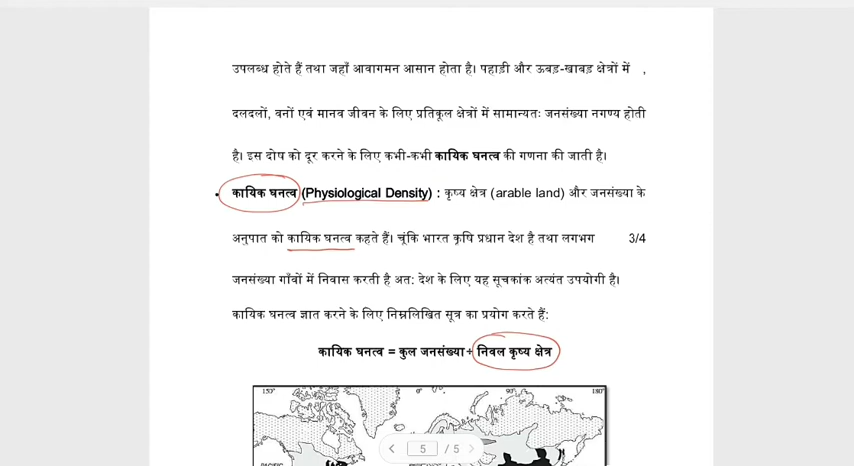 उपलब्ध होते हैं तथा जहाँ आवागमन आसान होता है। पहाड़ी और ऊबड़-खाबड़ क्षेत्रों में ,
दलदलों, वनों एवं मानव जीवन के लिए प्रतिकूल क्षेत्रों में सामान्यतः जनसंख्या नगण्य होती
है। इस दोष को दूर करने के लिए कभी-कभी कायिक घनत्व की गणना की जाती है।
• कायिक घनत्व (Physiological Density) : कृष्य क्षेत्र (arable land) और जनसंख्या के
अनुपात को कायिक घनत्व कहते हैं। चूंकि भारत कृषि प्रधान देश है तथा लगभग 3/4
जनसंख्या गाँवों में निवास करती है अत: देश के लिए यह सूचकांक अत्यंत उपयोगी है।
कायिक घनत्व ज्ञात करने के लिए निम्नलिखित सूत्र का प्रयोग करते हैं:
कायिक घनत्व = कुल जनसंख्या÷ निवल कृष्य क्षेत्र
150° 0° 90° 180°
5 / 5
PACIFIC